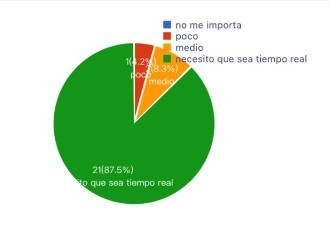 no me importa
poco
medio
necesito que sea tiempo real
1(4.2%)
poco
(8.3%)
medio
21(87.5%)
ito que sea tiempo real